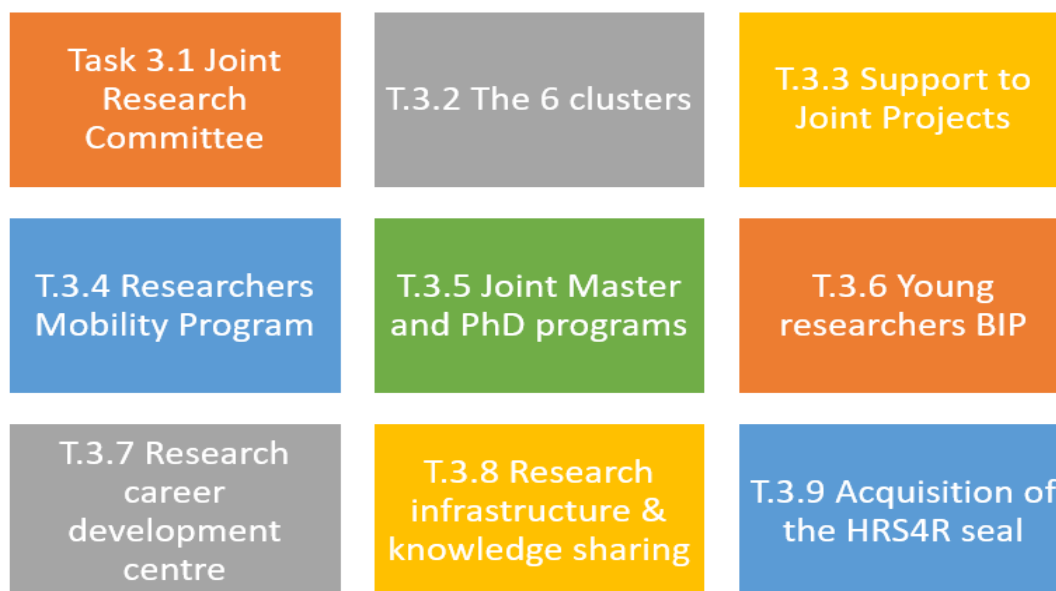 Task 3.1 Joint
Research
Committee
T.3.2 The 6 clusters
T.3.3 Support to
Joint Projects
T.3.4 Researchers
Mobility Program
T.3.5 Joint Master
and PhD programs
T.3.6 Young
researchers BIP
T.3.7 Research
career
development
centre
T.3.8 Research
infrastructure &
knowledge sharing
T.3.9 Acquisition of
the HRS4R seal